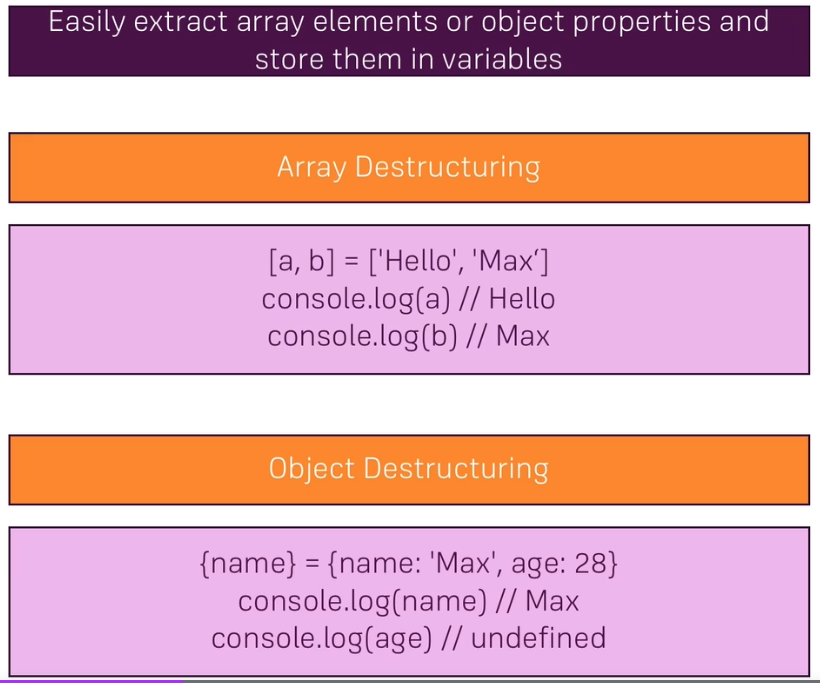 Easily extract array elements or object properties and
store them in variables
Array Destructuring
[a, b] = ['Hello', 'Max‘]
console.log(a) // Hello
console.log(b) // Max
Object Destructuring
{name} = {name: 'Max', age: 28}
console.log(name) // Max
console.log(age) // undefined